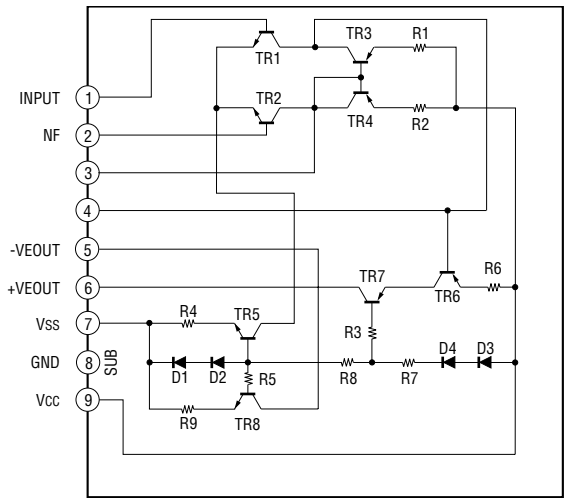 TR3
R1
TR1
INPUT 1
TR2
TR4
R2
NF 2
3
4
-VEOUT 5
+VEOUT 6
TR7
TR6
R6
R4
TR5
Vss 7
R3
D4
D3
GND 8
SUB
D1
D2
R5
R8
R7
Vcc 9
R9
TR8